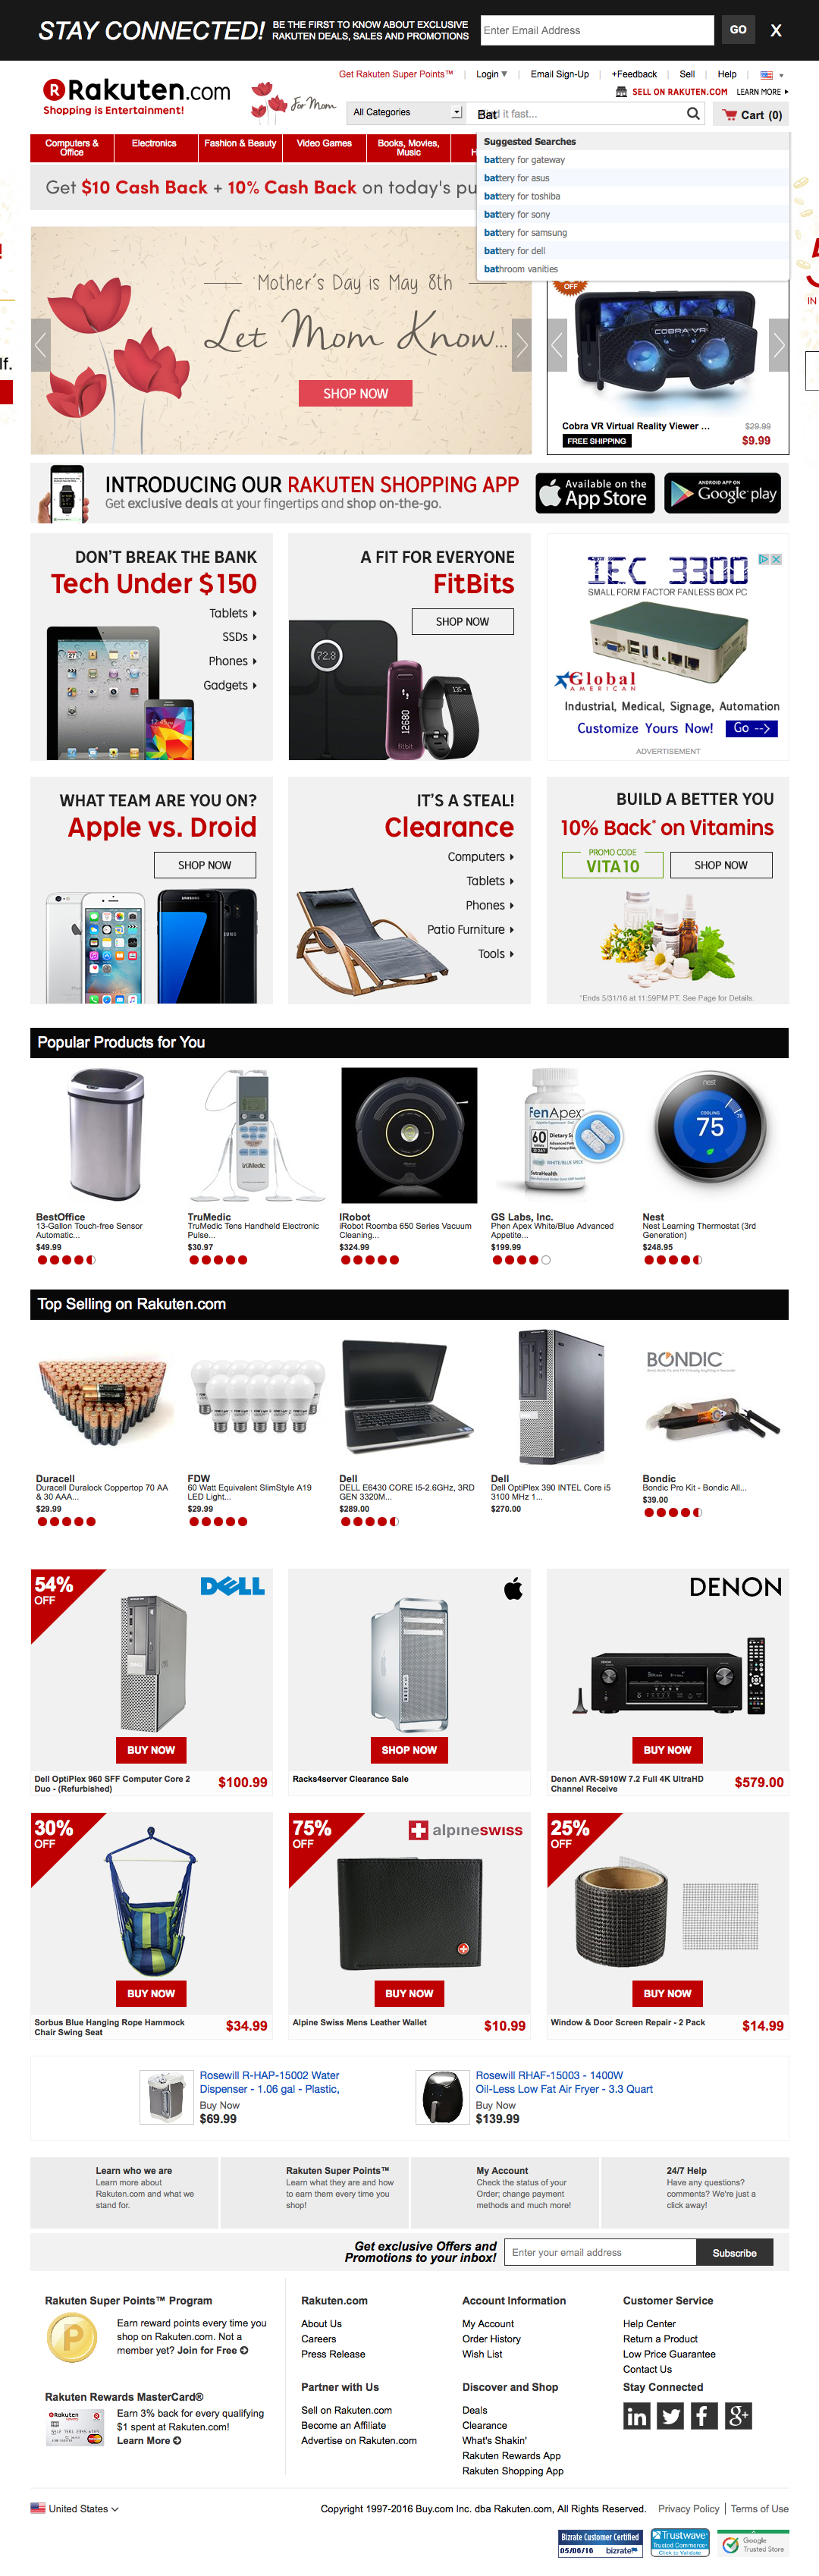 STAY CONNECTED!
BE THE FIRST TO KNOW ABOUT EXCLUSIVE
RAKUTEN DEALS, SALES AND PROMOTIONS
Enter Email Address
GO
X
Get Rakuten Super Points™
Login
Email Sign-Up
+Feedback
Sell
Help
SELL ON RAKUTEN.COM
LEARN MORE
Rakuten.com
Shopping is Entertainment!
For Mom
All Categories
Bat
it fast...
Cart (0)
Computers &
Office
Electronics
Fashion & Beauty
Video Games
Books, Movies,
Music
H
Suggested Searches
battery for gateway
battery for asus
battery for toshiba
battery for sony
battery for samsung
battery for dell
bathroom vanities
Get $10 Cash Back + 10% Cash Back on today's pu
!
lf.
5
IN
Mother's Day is May 8th
Let Mom Know...
SHOP NOW
OFF
COBRA VR
Cobra VR Virtual Reality Viewer ...
$29.99
FREE SHIPPING
$9.99
INTRODUCING OUR RAKUTEN SHOPPING APP
Get exclusive deals at your fingertips and shop on-the-go.
Available on the
App Store
ANDROID APP ON
Google play
DON'T BREAK THE BANK
Tech Under $150
Tablets
SSDs
Phones
Gadgets
A FIT FOR EVERYONE
FitBits
SHOP NOW
72.8
12680
fitbit
135
IEC 3300
SMALL FORM FACTOR FANLESS BOX PC
Global
AMERICAN
Industrial, Medical, Signage, Automation
Customize Yours Now!
Go -->
ADVERTISEMENT
WHAT TEAM ARE YOU ON?
Apple vs. Droid
SHOP NOW
SAMSUNG
IT'S A STEAL!
Clearance
Computers
Tablets
Phones
Patio Furniture
Tools
BUILD A BETTER YOU
10% Back* on Vitamins
PROMO CODE
VITA10
SHOP NOW
*Ends 5/31/16 at 11:59PM PT. See Page for Details.
Popular Products for You
truMedic
FenApex
60
nest
COOLING
75
BestOffice
13-Gallon Touch-free Sensor
Automatic...
$49.99
TruMedic
TruMedic Tens Handheld Electronic
Pulse...
$30.97
IRobot
iRobot Roomba 650 Series Vacuum
Cleaning...
$324.99
GS Labs, Inc.
Phen Apex White/Blue Advanced
Appetite...
$199.99
Nest
Nest Learning Thermostat (3rd
Generation)
$248.95
Top Selling on Rakuten.com
BONDIC
Duracell
Duracell Duralock Coppertop 70 AA
& 30 AAA...
$29.99
FDW
60 Watt Equivalent SlimStyle A19
LED Light...
$29.99
Dell
DELL E6430 CORE I5-2.6GHz, 3RD
GEN 3320M...
$289.00
Dell
Dell OptiPlex 390 INTEL Core i5
3100 MHz 1...
$270.00
Bondic
Bondic Pro Kit - Bondic All...
$39.00
54%
OFF
DELL
BUY NOW
Dell OptiPlex 960 SFF Computer Core 2
Duo - (Refurbished)
$100.99
SHOP NOW
Racks4server Clearance Sale
DENON
BUY NOW
Denon AVR-S910W 7.2 Full 4K UltraHD
Channel Receive
$579.00
30%
OFF
BUY NOW
Sorbus Blue Hanging Rope Hammock
Chair Swing Seat
$34.99
75%
OFF
alpineswiss
BUY NOW
Alpine Swiss Mens Leather Wallet
$10.99
25%
OFF
BUY NOW
Window & Door Screen Repair - 2 Pack
$14.99
Rosewill R-HAP-15002 Water
Dispenser - 1.06 gal - Plastic,
Buy Now
$69.99
Rosewill RHAF-15003 - 1400W
Oil-Less Low Fat Air Fryer - 3.3 Quart
Buy Now
$139.99
Learn who we are
Learn more about
Rakuten.com and what we
stand for.
Rakuten Super Points™
Learn what they are and how
to earn them every time you
shop!
My Account
Check the status of your
Order; change payment
methods and much more!
24/7 Help
Have any questions?
comments? We're just a
click away!
Get exclusive Offers and
Promotions to your inbox!
Enter your email address
Subscribe
Rakuten Super Points™ Program
P
Earn reward points every time you
shop on Rakuten.com. Not a
member yet? Join for Free
Rakuten Rewards MasterCard®
Rakuten
Earn 3% back for every qualifying
$1 spent at Rakuten.com!
Learn More
Rakuten.com
About Us
Careers
Press Release
Partner with Us
Sell on Rakuten.com
Become an Affiliate
Advertise on Rakuten.com
Account Information
My Account
Order History
Wish List
Discover and Shop
Deals
Clearance
What's Shakin'
Rakuten Rewards App
Rakuten Shopping App
Customer Service
Help Center
Return a Product
Low Price Guarantee
Contact Us
Stay Connected
in
f
g+
United States
Copyright 1997-2016 Buy.com Inc. dba Rakuten.com, All Rights Reserved.
Privacy Policy
Terms of Use
Bizrate Customer Certified
05/06/16
bizrate
Trustwave
Trusted Commerce
Click to Validate
Google
Trusted Store